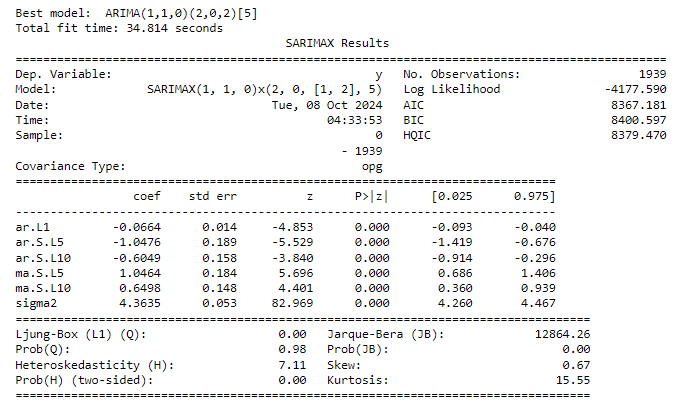 Best model:  ARIMA(1,1,0)(2,0,2)[5]
Total fit time: 34.814 seconds
                                     SARIMAX Results
==============================================================================================
Dep. Variable:                                      y   No. Observations:                 1939
Model:             SARIMAX(1, 1, 0)x(2, 0, [1, 2], 5)   Log Likelihood               -4177.590
Date:                                Tue, 08 Oct 2024   AIC                           8367.181
Time:                                        04:33:53   BIC                           8400.597
Sample:                                             0   HQIC                          8379.470
                                               - 1939
Covariance Type:                                  opg
==============================================================================
                 coef    std err          z      P>|z|      [0.025      0.975]
------------------------------------------------------------------------------
ar.L1         -0.0664      0.014     -4.853      0.000      -0.093      -0.040
ar.S.L5       -1.0476      0.189     -5.529      0.000      -1.419      -0.676
ar.S.L10      -0.6049      0.158     -3.840      0.000      -0.914      -0.296
ma.S.L5        1.0464      0.184      5.696      0.000       0.686       1.406
ma.S.L10       0.6498      0.148      4.401      0.000       0.360       0.939
sigma2         4.3635      0.053     82.969      0.000       4.260       4.467
===================================================================================
Ljung-Box (L1) (Q):                   0.00   Jarque-Bera (JB):             12864.26
Prob(Q):                              0.98   Prob(JB):                         0.00
Heteroskedasticity (H):               7.11   Skew:                             0.67
Prob(H) (two-sided):                  0.00   Kurtosis:                        15.55
===================================================================================